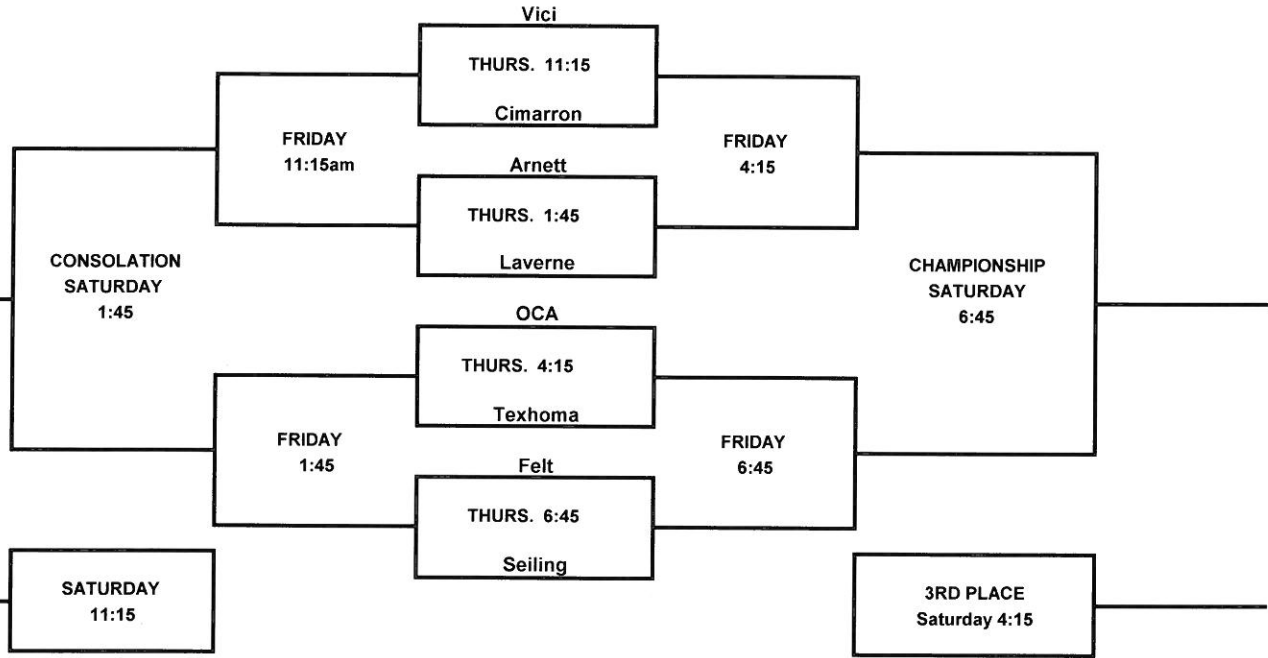 Vici
THURS. 11:15
Cimarron
FRIDAY
11:15am
FRIDAY
4:15
Arnett
THURS. 1:45
Laverne
CONSOLATION
SATURDAY
1:45
CHAMPIONSHIP
SATURDAY
6:45
OCA
THURS. 4:15
Texhoma
FRIDAY
1:45
FRIDAY
6:45
Felt
THURS. 6:45
Seiling
SATURDAY
11:15
3RD PLACE
Saturday 4:15